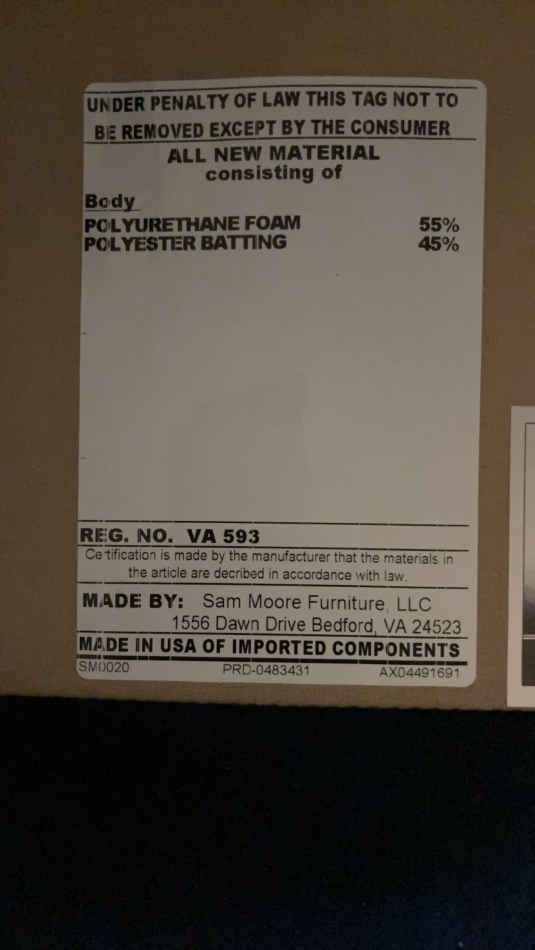 UNDER PENALTY OF LAW THIS TAG NOT TO
BE REMOVED EXCEPT BY THE CONSUMER
ALL NEW MATERIAL
consisting of
Body
POLYURETHANE FOAM 55%
POLYESTER BATTING 45%
REG. NO. VA 593
Certification is made by the manufacturer that the materials in
the article are decribed in accordance with law.
MADE BY: Sam Moore Furniture, LLC
1556 Dawn Drive Bedford, VA 24523
MADE IN USA OF IMPORTED COMPONENTS
SM0020 PRD-0483431 AX04491691